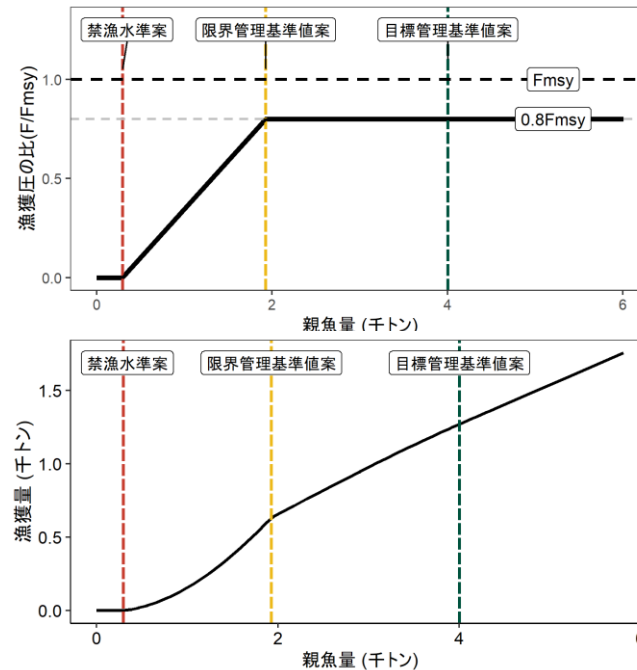 禁漁水準案 限界管理基準値案 目標管理基準値案
1.0 Fmsy
0.8Fmsy
0.5
0.0
0 2 4 6
漁獲圧の比(F/Fmsy)
親魚量 (千トン)
禁漁水準案 限界管理基準値案 目標管理基準値案
1.5
1.0
0.5
0.0
0 2 4 6
漁獲量 (千トン)
親魚量 (千トン)